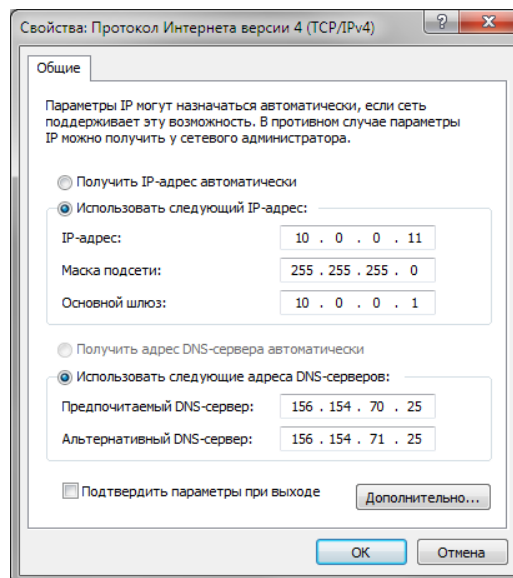 Свойства: Протокол Интернета версии 4 (TCP/IPv4)
Общие
Параметры IP могут назначаться автоматически, если сеть
поддерживает эту возможность. В противном случае параметры
IP можно получить у сетевого администратора.
Получить IP-адрес автоматически
Использовать следующий IP-адрес:
IP-адрес: 10 . 0 . 0 . 11
Маска подсети: 255 . 255 . 255 . 0
Основной шлюз: 10 . 0 . 0 . 1
Получить адрес DNS-сервера автоматически
Использовать следующие адреса DNS-серверов:
Предпочитаемый DNS-сервер: 156 . 154 . 70 . 25
Альтернативный DNS-сервер: 156 . 154 . 71 . 25
Подтвердить параметры при выходе
Дополнительно...
ОК Отмена